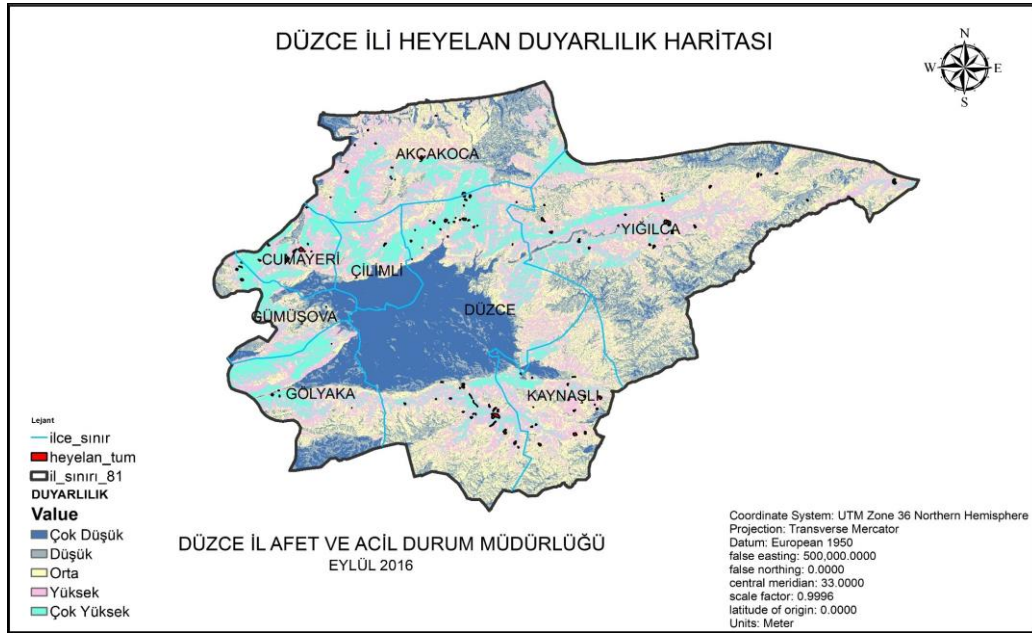 DÜZCE İLİ HEYELAN DUYARLILIK HARİTASI
N
W E
S
AKÇAKOCA
YIĞILCA
CUMAYERİ
ÇİLİMLİ
GÜMÜŞOVA
DÜZCE
GÖLYAKA
KAYNAŞLI
Lejant
ilce_sınır
heyelan_tum
il_sınırı_81
DUYARLILIK
Value
Çok Düşük
Düşük
Orta
Yüksek
Çok Yüksek
DÜZCE İL AFET VE ACİL DURUM MÜDÜRLÜĞÜ
EYLÜL 2016
Coordinate System: UTM Zone 36 Northern Hemisphere
Projection: Transverse Mercator
Datum: European 1950
false easting: 500,000.0000
false northing: 0.0000
central meridian: 33.0000
scale factor: 0.9996
latitude of origin: 0.0000
Units: Meter